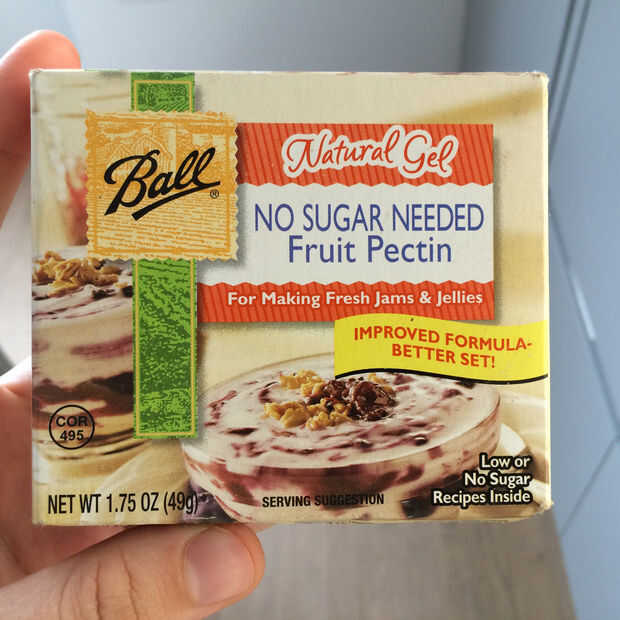 Ball®
Natural Gel
NO SUGAR NEEDED
Fruit Pectin
For Making Fresh Jams & Jellies
IMPROVED FORMULA-
BETTER SET!
COR
495
Low or
No Sugar
Recipes Inside
NET WT 1.75 OZ (49g)
SERVING SUGGESTION